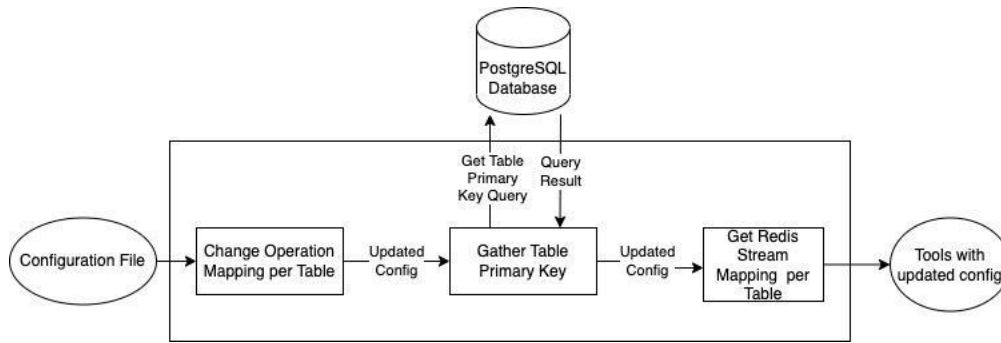 PostgreSQL
Database
Get Table
Primary
Key Query
Query
Result
Configuration File
Change Operation
Mapping per Table
Updated
Config
Gather Table
Primary Key
Updated
Config
Get Redis
Stream
Mapping per
Table
Tools with
updated config